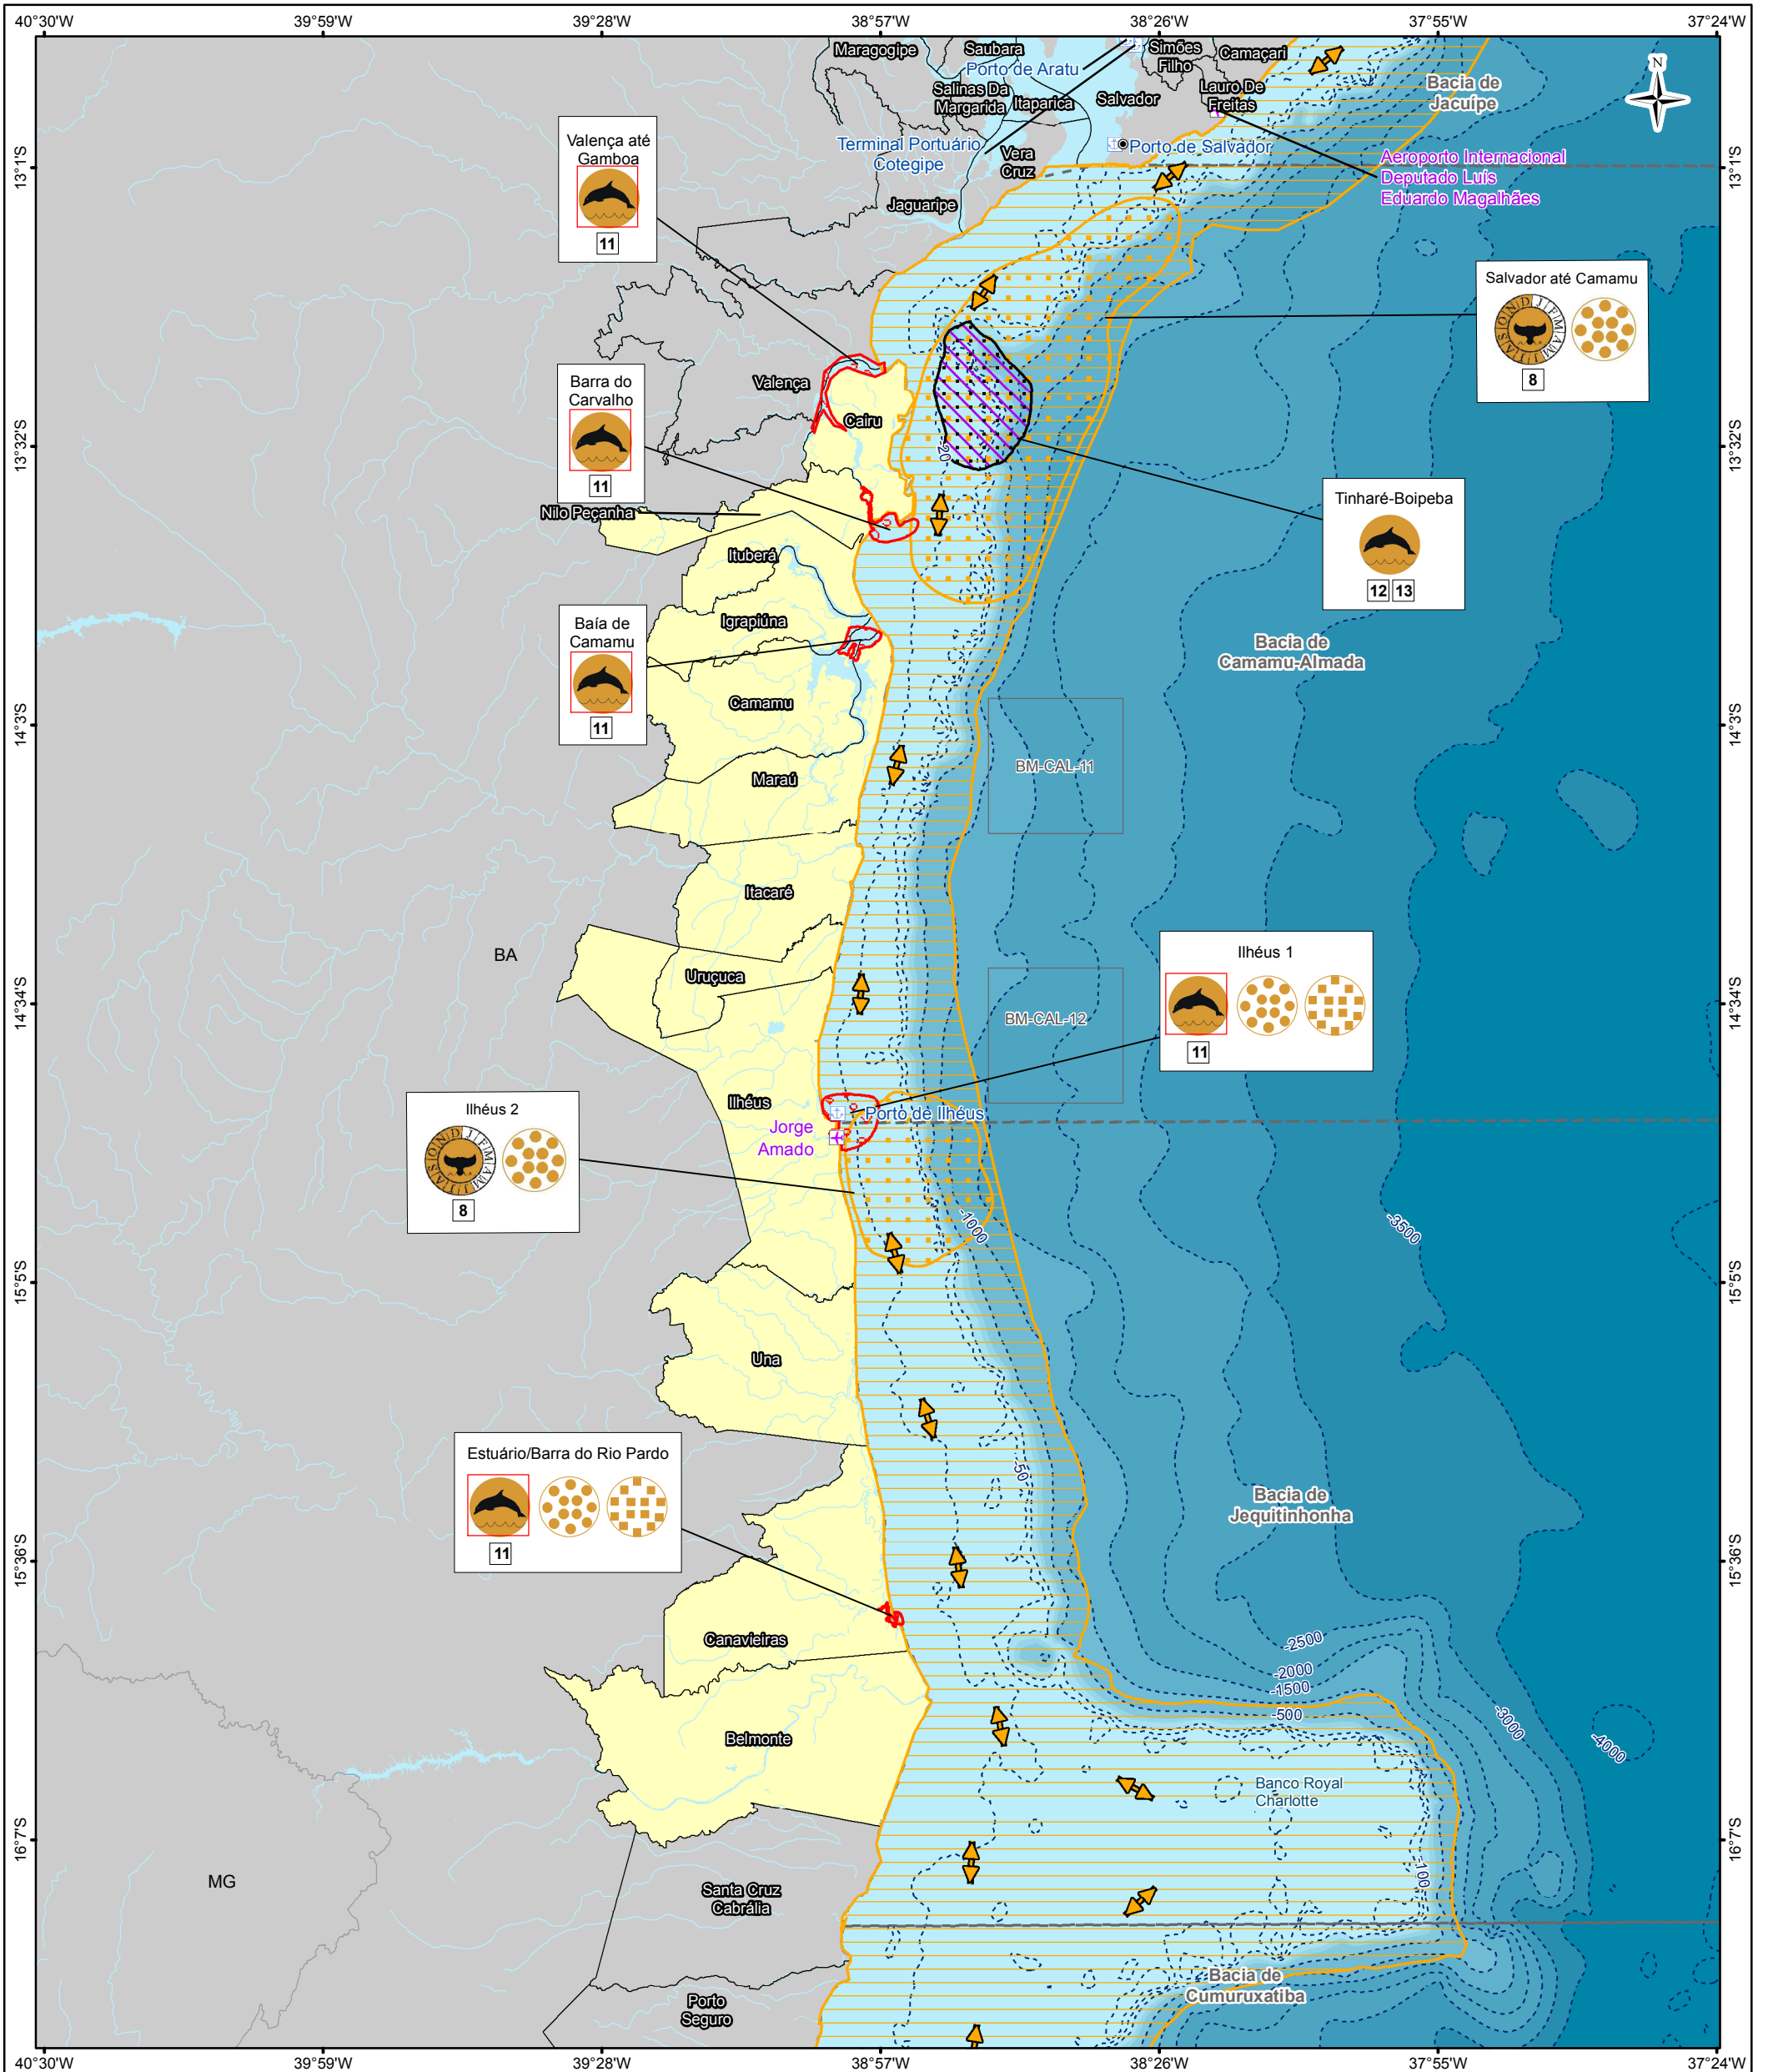 40°30'W
39°59'W
39°28'W
38°57'W
38°26'W
37°55'W
37°24'W
Maragogipe
Saubara
Simões
Filho
Camaçari
Porto de Aratu
Salinas Da
Margarida
Itaparica
Salvador
Lauro De
Freitas
Bacia de
Jacuípe
N
Terminal Portuário
Cotegipe
Vera
Cruz
Porto de Salvador
Aeroporto Internacional
Deputado Luís
Eduardo Magalhães
Jaguaripe
13°1'S
13°1'S
Valença até
Gamboa
11
Salvador até Camamu
J F M A M J J A S O N D
8
Barra do
Carvalho
11
Valença
Cairu
-20
13°32'S
13°32'S
Tinharé-Boipeba
12 13
Nilo Peçanha
Ituberá
Igrapiúna
Baía de
Camamu
11
Bacia de
Camamu-Almada
Camamu
14°3'S
14°3'S
BM-CAL-11
Maraú
Itacaré
BA
Uruçuca
Ilhéus 1
11
14°34'S
14°34'S
BM-CAL-12
Ilhéus
Porto de Ilhéus
Jorge
Amado
Ilhéus 2
J F M A M J J A S O N D
8
-1000
-3500
15°5'S
15°5'S
Una
Estuário/Barra do Rio Pardo
11
-50
Bacia de
Jequitinhonha
15°36'S
15°36'S
Canavieiras
-2500
-2000
-1500
-500
-3000
-4000
Belmonte
Banco Royal
Charlotte
-100
16°7'S
16°7'S
MG
Santa Cruz
Cabrália
Bacia de
Cumuruxatiba
Porto
Seguro
40°30'W
39°59'W
39°28'W
38°57'W
38°26'W
37°55'W
37°24'W